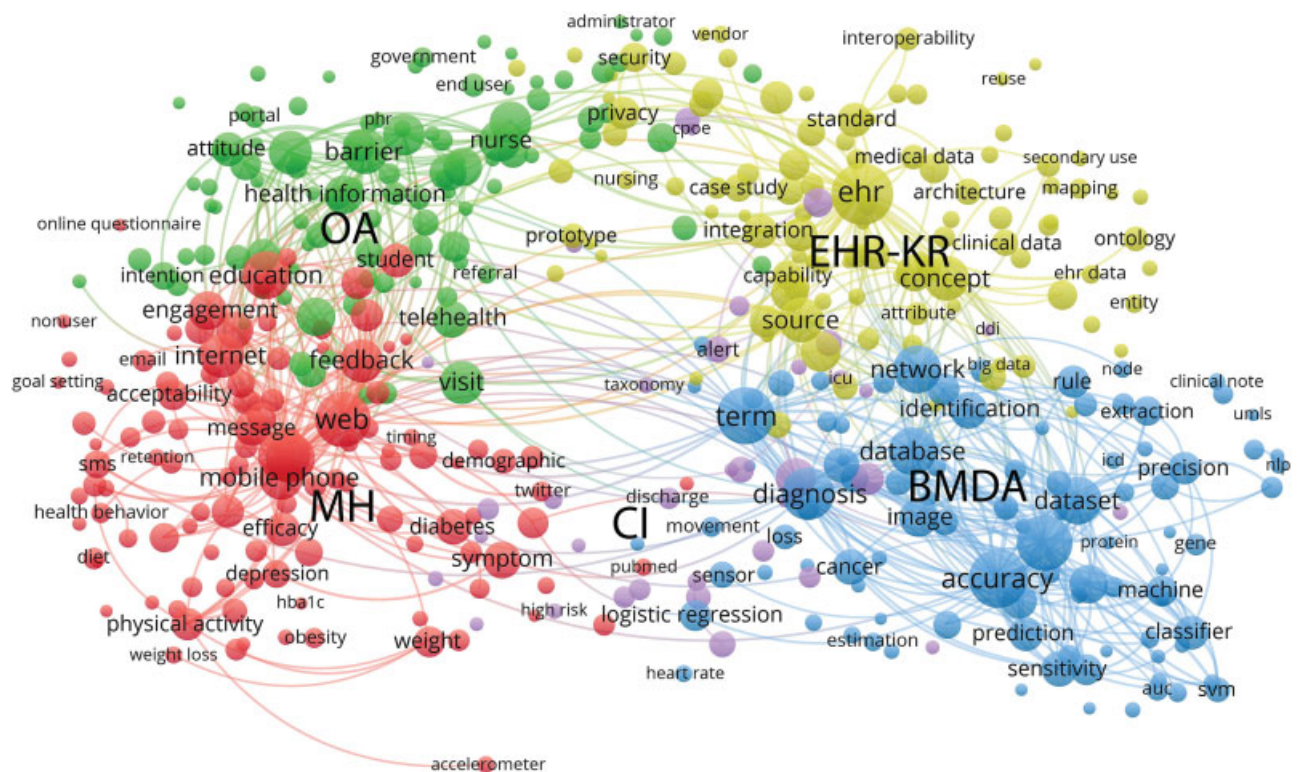 administrator
vendor
interoperability
government
security
end user
reuse
portal
phr
privacy
cpoe
standard
attitude
barrier
nurse
medical data
secondary use
health information
nursing
case study
ehr
architecture
mapping
online questionnaire
OA
student
prototype
integration
EHR-KR
clinical data
ontology
intention
education
referral
capability
concept
ehr data
entity
nonuser
engagement
telehealth
source
attribute
ddi
email
internet
feedback
alert
network
big data
node
goal setting
acceptability
visit
taxonomy
icu
rule
clinical note
message
web
term
identification
extraction
umls
sms
retention
timing
demographic
database
icd
precision
nlp
mobile phone
MH
twitter
discharge
diagnosis
BMDA
dataset
health behavior
efficacy
diabetes
CI
movement
loss
image
protein
gene
diet
depression
symptom
pubmed
sensor
cancer
accuracy
machine
hba1c
high risk
logistic regression
physical activity
obesity
weight
estimation
prediction
classifier
weight loss
heart rate
sensitivity
auc
svm
accelerometer